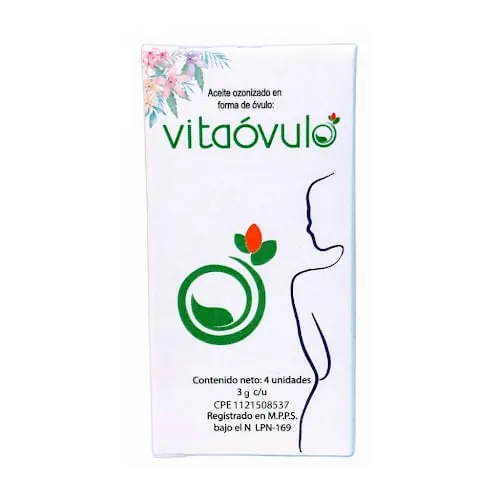 Aceite ozonizado en
forma de óvulo:
vitaóvulo
Contenido neto: 4 unidades
3 g c/u
CPE 1121508537
Registrado en M.P.P.S.
bajo el N LPN-169